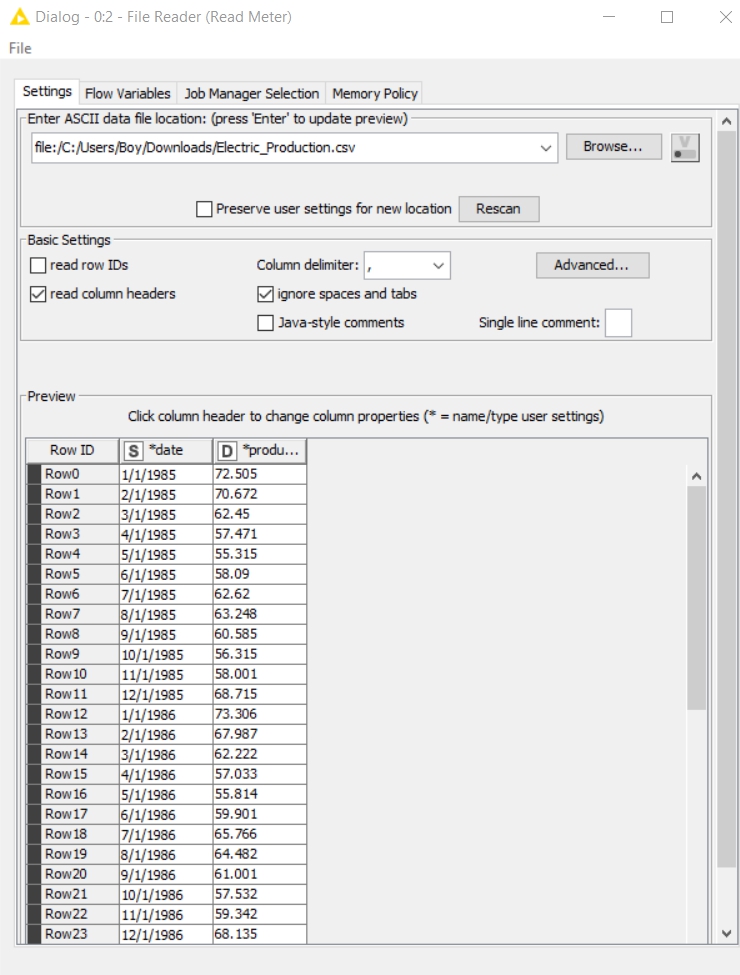 Dialog - 0:2 - File Reader (Read Meter)
File
Settings Flow Variables Job Manager Selection Memory Policy
Enter ASCII data file location: (press 'Enter' to update preview)
file:/C:/Users/Boy/Downloads/Electric_Production.csv Browse... V
Preserve user settings for new location Rescan
Basic Settings
read row IDs Column delimiter: , Advanced...
read column headers ignore spaces and tabs
Java-style comments Single line comment:
Preview
Click column header to change column properties (* = name/type user settings)
Row ID S *date D *produ...
Row0 1/1/1985 72.505
Row1 2/1/1985 70.672
Row2 3/1/1985 62.45
Row3 4/1/1985 57.471
Row4 5/1/1985 55.315
Row5 6/1/1985 58.09
Row6 7/1/1985 62.62
Row7 8/1/1985 63.248
Row8 9/1/1985 60.585
Row9 10/1/1985 56.315
Row10 11/1/1985 58.001
Row11 12/1/1985 68.715
Row12 1/1/1986 73.306
Row13 2/1/1986 67.987
Row14 3/1/1986 62.222
Row15 4/1/1986 57.033
Row16 5/1/1986 55.814
Row17 6/1/1986 59.901
Row18 7/1/1986 65.766
Row19 8/1/1986 64.482
Row20 9/1/1986 61.001
Row21 10/1/1986 57.532
Row22 11/1/1986 59.342
Row23 12/1/1986 68.135